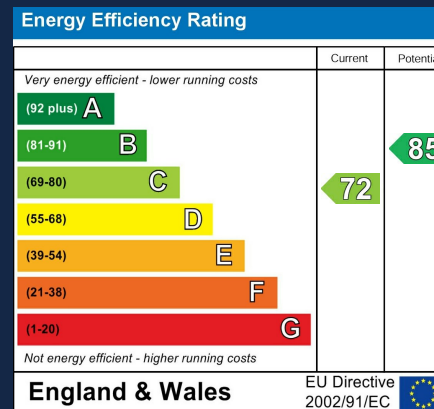 Energy Efficiency Rating
Current Potentia
Very energy efficient - lower running costs
(92 plus) A
(81-91) B
85
(69-80) C
72
(55-68) D
(39-54) E
(21-38) F
(1-20) G
Not energy efficient - higher running costs
England & Wales
EU Directive
2002/91/EC